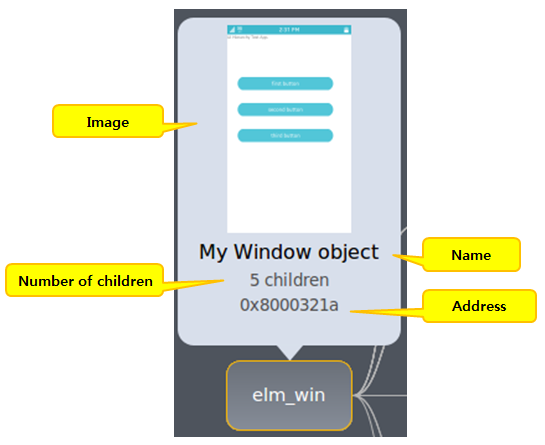 2:31 PM
UI Hierarchy Test App
first button
second button
third button
Image
My Window object
Name
Number of children
5 children
0x8000321a
Address
elm_win